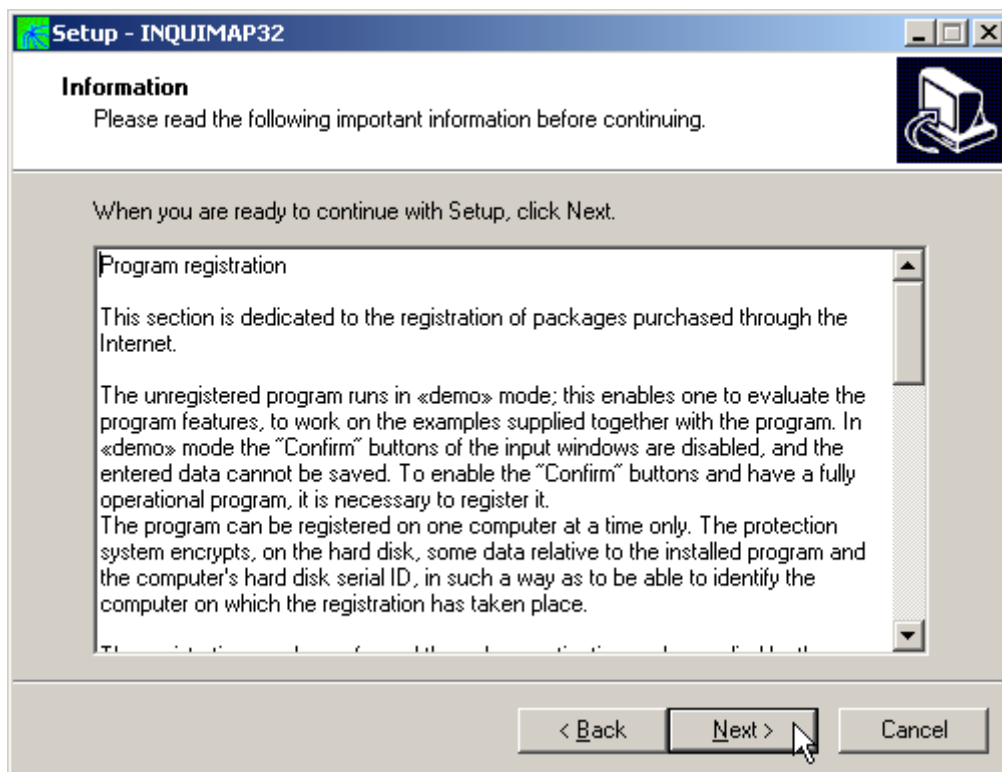 Setup - INQUIMAP32
Information
Please read the following important information before continuing.
When you are ready to continue with Setup, click Next.
Program registration
This section is dedicated to the registration of packages purchased through the
Internet.
The unregistered program runs in «demo» mode; this enables one to evaluate the
program features, to work on the examples supplied together with the program. In
«demo» mode the "Confirm" buttons of the input windows are disabled, and the
entered data cannot be saved. To enable the "Confirm" buttons and have a fully
operational program, it is necessary to register it.
The program can be registered on one computer at a time only. The protection
system encrypts, on the hard disk, some data relative to the installed program and
the computer's hard disk serial ID, in such a way as to be able to identify the
computer on which the registration has taken place.
< Back
Next >
Cancel